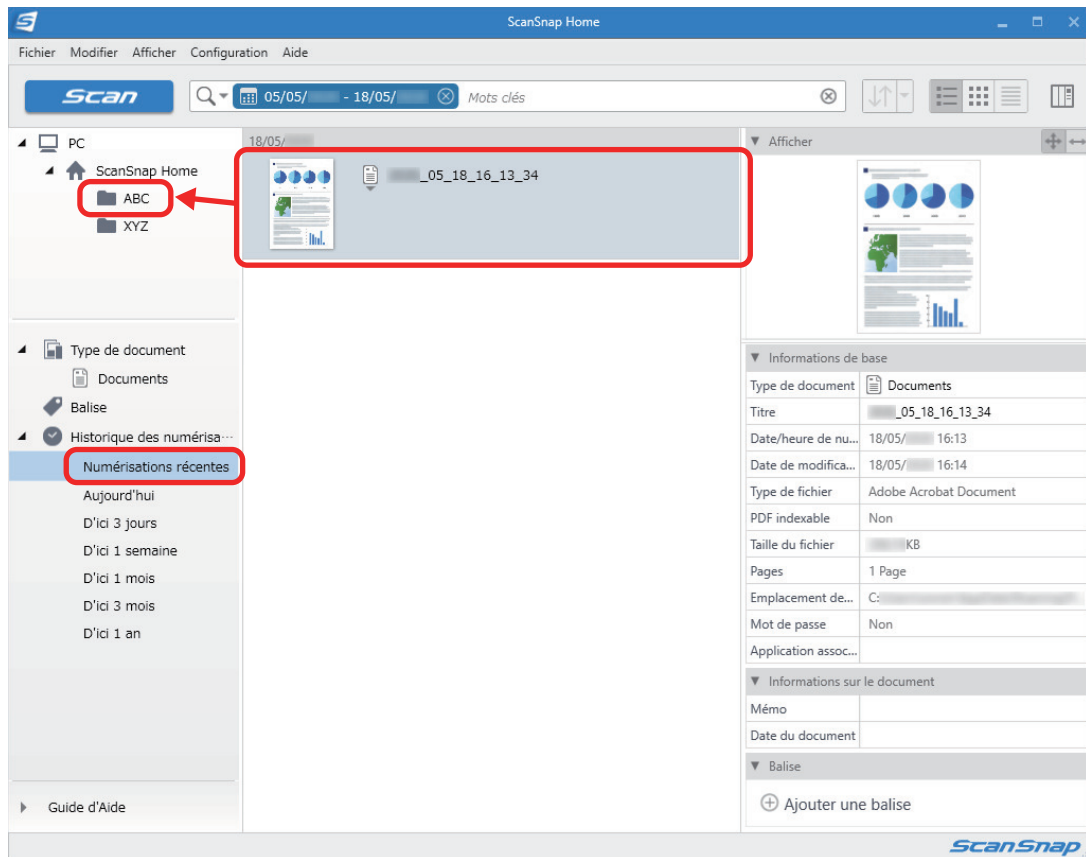 ScanSnap Home
Fichier Modifier Afficher Configuration Aide
Scan
05/05/ - 18/05/
Mots clés
PC
ScanSnap Home
ABC
XYZ
Type de document
Documents
Balise
Historique des numérisa...
Numérisations récentes
Aujourd'hui
D'ici 3 jours
D'ici 1 semaine
D'ici 1 mois
D'ici 3 mois
D'ici 1 an
Guide d'Aide
18/05/
_05_18_16_13_34
Afficher
Informations de base
Type de document Documents
Titre _05_18_16_13_34
Date/heure de nu... 18/05/ 16:13
Date de modifica... 18/05/ 16:14
Type de fichier Adobe Acrobat Document
PDF indexable Non
Taille du fichier KB
Pages 1 Page
Emplacement de... C:
Mot de passe Non
Application assoc...
Informations sur le document
Mémo
Date du document
Balise
Ajouter une balise
ScanSnap